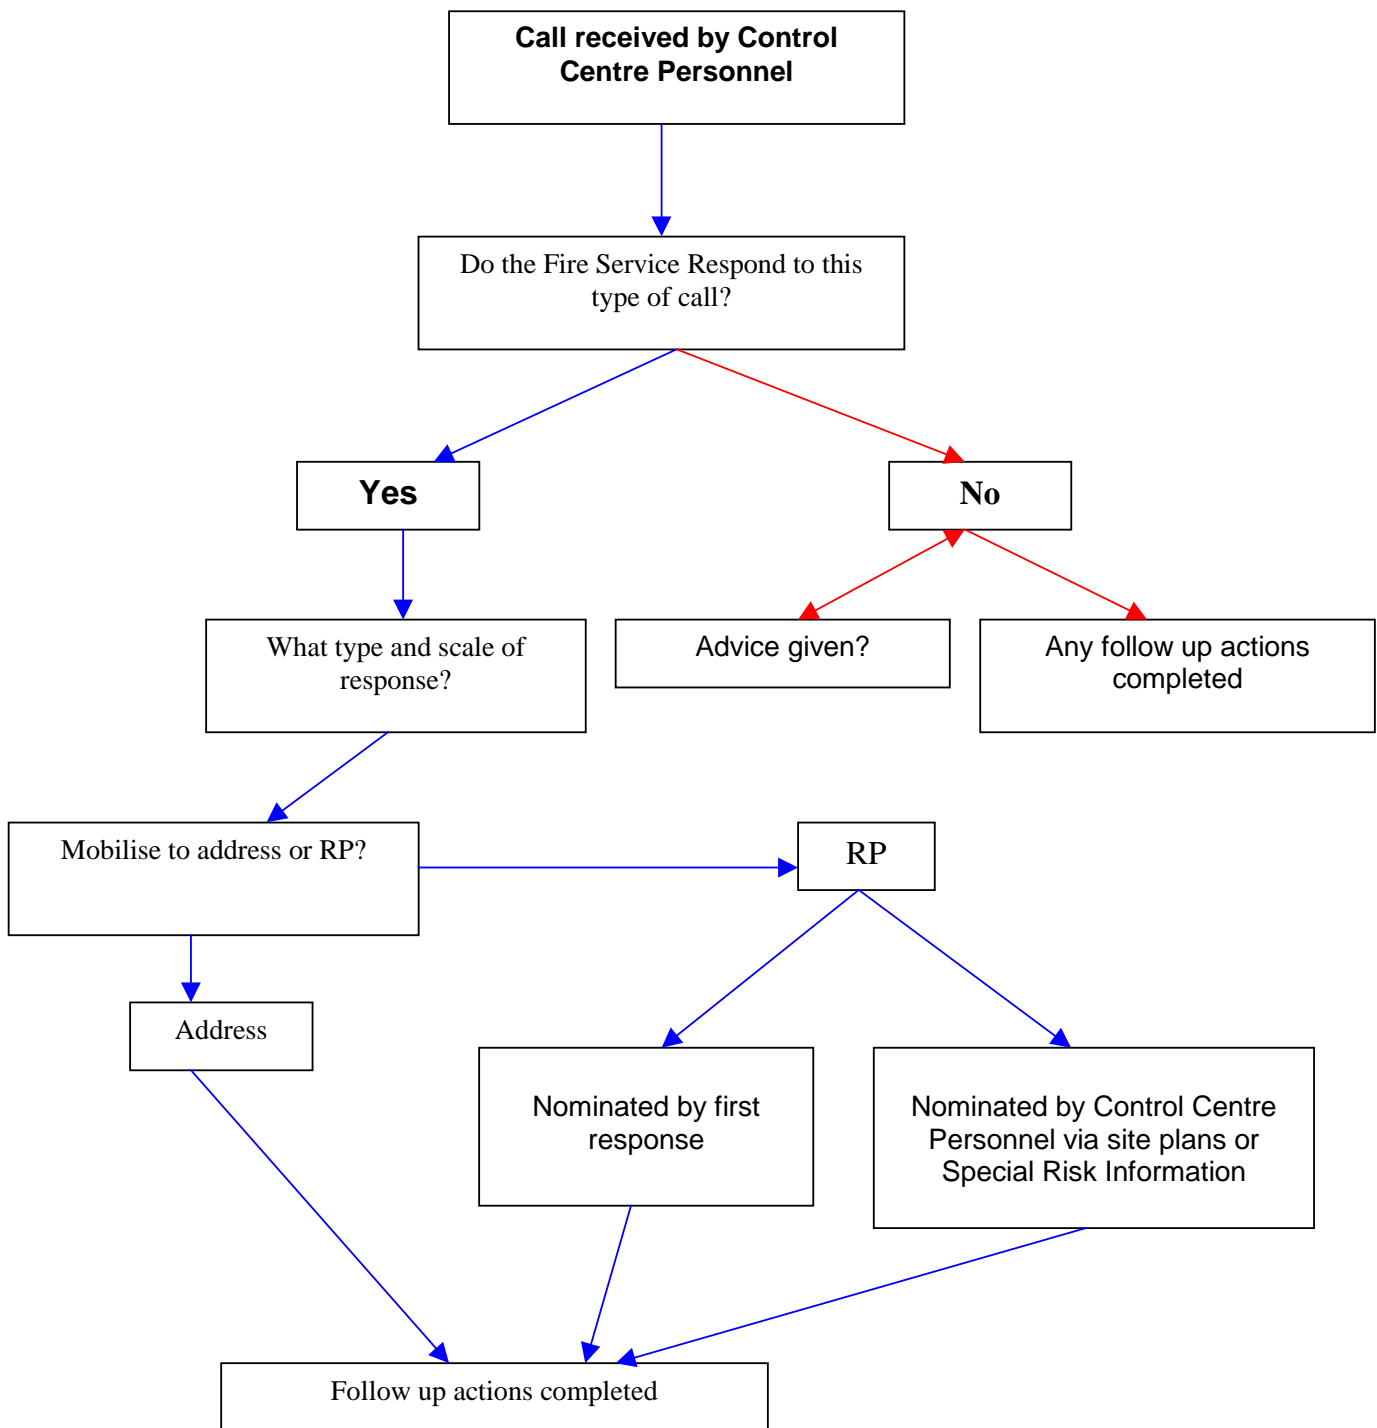 Call received by Control
Centre Personnel
Do the Fire Service Respond to this
type of call?
Yes
No
What type and scale of
response?
Advice given?
Any follow up actions
completed
Mobilise to address or RP?
RP
Address
Nominated by first
response
Nominated by Control Centre
Personnel via site plans or
Special Risk Information
Follow up actions completed